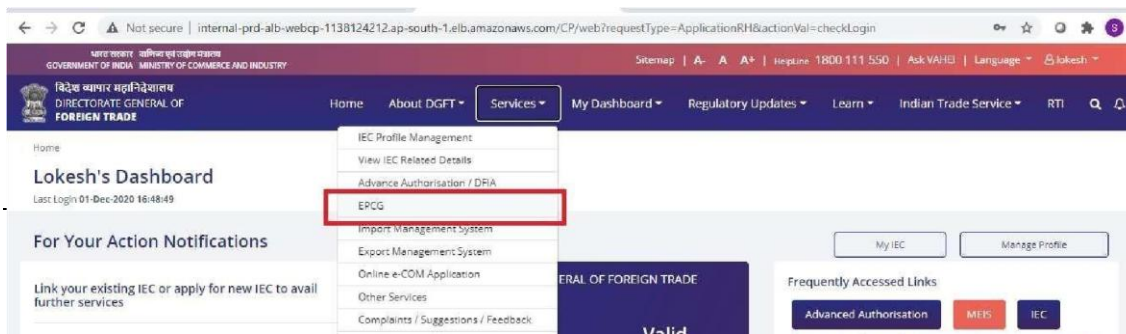 Not secure | internal-prd-alb-webcp-1138124212.ap-south-1.elb.amazonaws.com/CP/web?requestType=ApplicationRH&actionVal=checkLogin
S
भारत सरकार वाणिज्य एवं उद्योग मंत्रालय
GOVERNMENT OF INDIA MINISTRY OF COMMERCE AND INDUSTRY
Sitemap | A- A A+ | HELPLINE 1800 111 550 | Ask VAHEI | Language lokesh
विदेश व्यापार महानिदेशालय
DIRECTORATE GENERAL OF
FOREIGN TRADE
Home About DGFT Services My Dashboard Regulatory Updates Learn Indian Trade Service RTI
Home
Lokesh's Dashboard
Last Login 01-Dec-2020 16:48:49
IEC Profile Management
View IEC Related Details
Advance Authorisation / DFIA
EPCG
Import Management System
Export Management System
Online e-COM Application
Other Services
Complaints / Suggestions / Feedback
For Your Action Notifications
My IEC Manage Profile
Link your existing IEC or apply for new IEC to avail
further services
ERAL OF FOREIGN TRADE
Valid
Frequently Accessed Links
Advanced Authorisation MEIS IEC